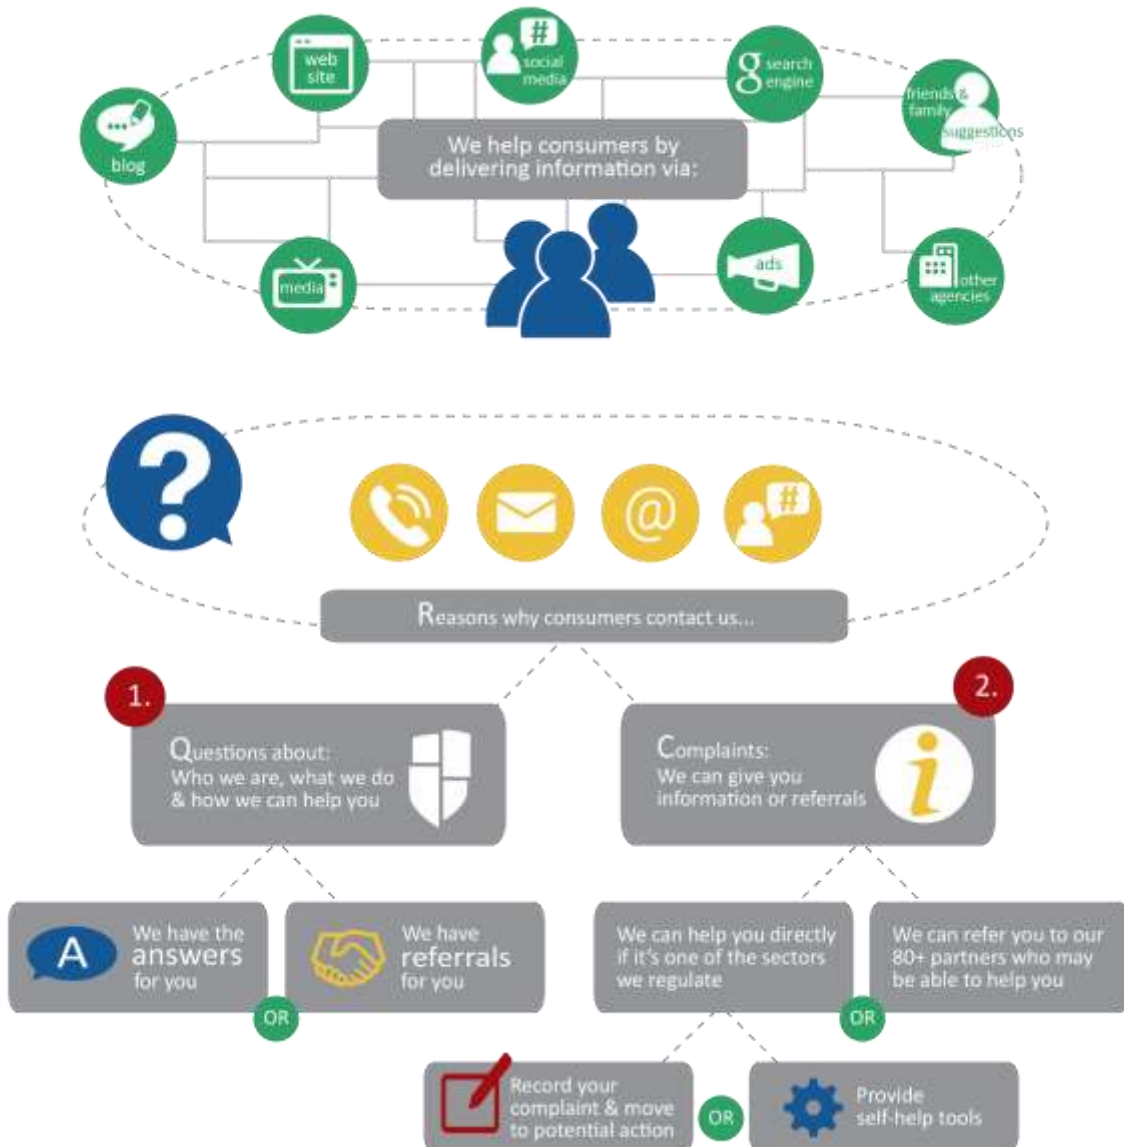 web
site
#
social
media
g search
engine
friends &
family
suggestions
blog
We help consumers by
delivering information via:
media
ads
other
agencies
?
@
#
Reasons why consumers contact us...
1.
2.
Questions about:
Who we are, what we do
& how we can help you
Complaints:
We can give you
information or referrals
i
A
We have the
answers
for you
We have
referrals
for you
OR
We can help you directly
if it's one of the sectors
we regulate
OR
We can refer you to our
80+ partners who may
be able to help you
Record your
complaint & move
to potential action
OR
Provide
self-help tools